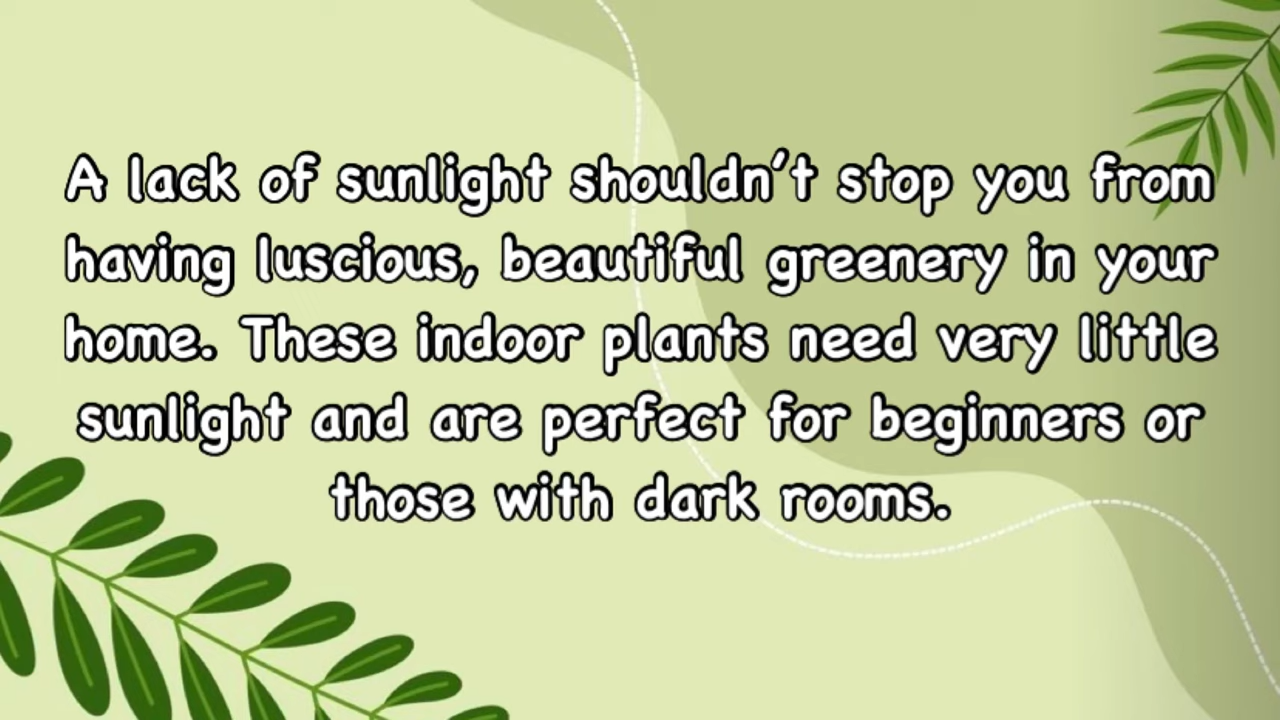 A lack of sunlight shouldn't stop you from
having luscious, beautiful greenery in your
home. These indoor plants need very little
sunlight and are perfect for beginners or
those with dark rooms.